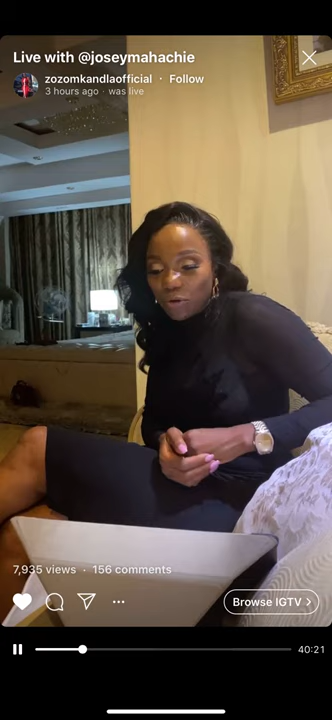 Live with @joseymahachie
zozomkandlaofficial · Follow
3 hours ago · was live
7,935 views · 156 comments
Browse IGTV >
40:21